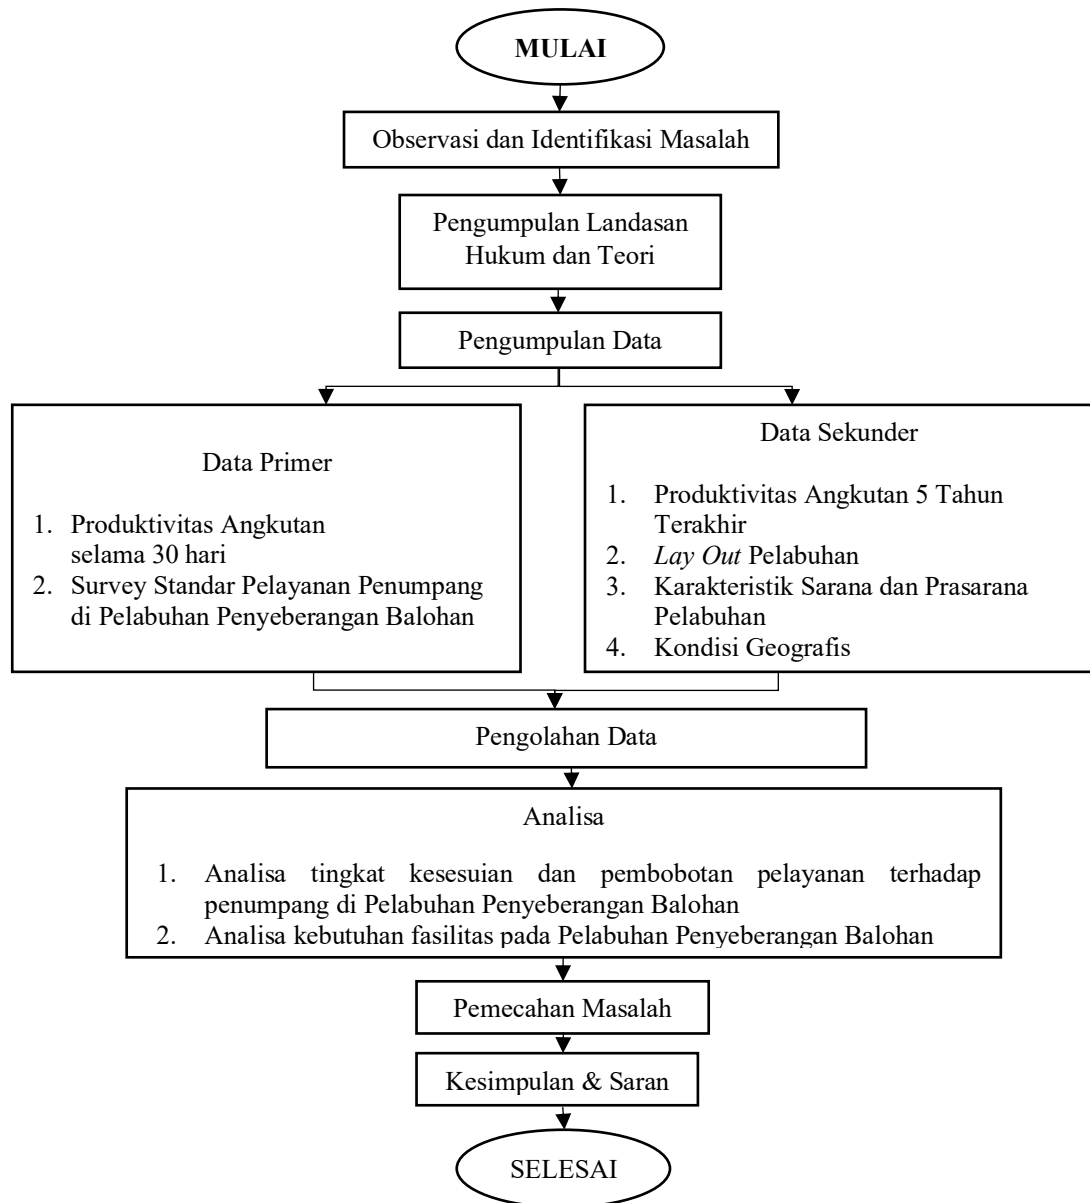 MULAI
Observasi dan Identifikasi Masalah
Pengumpulan Landasan
Hukum dan Teori
Pengumpulan Data
Data Primer
1. Produktivitas Angkutan
selama 30 hari
2. Survey Standar Pelayanan Penumpang
di Pelabuhan Penyeberangan Balohan
Data Sekunder
1. Produktivitas Angkutan 5 Tahun
Terakhir
2. Lay Out Pelabuhan
3. Karakteristik Sarana dan Prasarana
Pelabuhan
4. Kondisi Geografis
Pengolahan Data
Analisa
1. Analisa tingkat kesesuian dan pembobotan pelayanan terhadap
penumpang di Pelabuhan Penyeberangan Balohan
2. Analisa kebutuhan fasilitas pada Pelabuhan Penyeberangan Balohan
Pemecahan Masalah
Kesimpulan & Saran
SELESAI